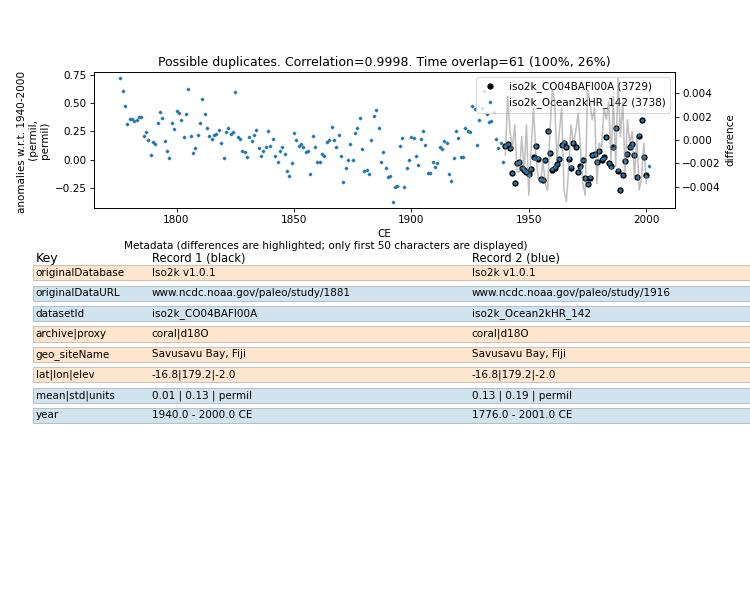 Possible duplicates. Correlation=0.9998. Time overlap=61 (100%, 26%)
anomalies w.r.t. 1940-2000
(permil,
(permil)
0.75
0.50
0.25
0.00
−0.25
iso2k_CO04BAFI00A (3729)
iso2k_Ocean2kHR_142 (3738)
0.004
0.002
0.000
−0.002
−0.004
difference
1800
1850
1900
1950
2000
CE
Metadata (differences are highlighted; only first 50 characters are displayed)
Key Record 1 (black) Record 2 (blue)
originalDatabase Iso2k v1.0.1 Iso2k v1.0.1
originalDataURL www.ncdc.noaa.gov/paleo/study/1881 www.ncdc.noaa.gov/paleo/study/1916
datasetId iso2k_CO04BAFI00A iso2k_Ocean2kHR_142
archive|proxy coral|d18O coral|d18O
geo_siteName Savusavu Bay, Fiji Savusavu Bay, Fiji
lat|lon|elev -16.8|179.2|-2.0 -16.8|179.2|-2.0
mean|std|units 0.01 | 0.13 | permil 0.13 | 0.19 | permil
year 1940.0 - 2000.0 CE 1776.0 - 2001.0 CE